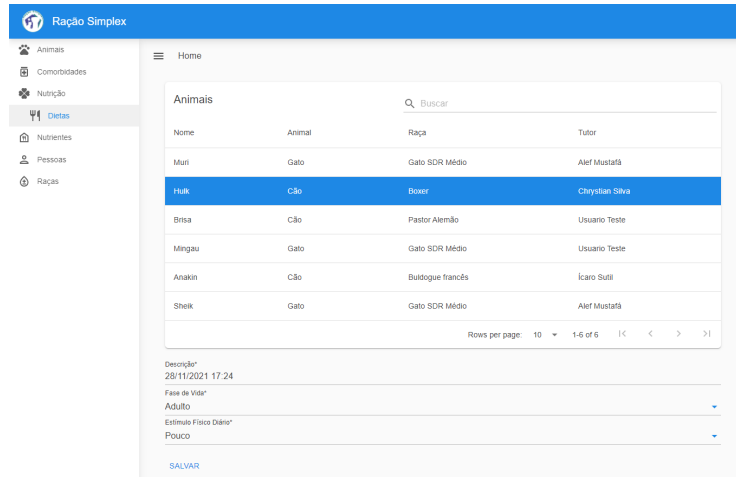 Ração Simplex
Animais
Comorbidades
Nutrição
Dietas
Nutrientes
Pessoas
Raças
Home
Animais
Buscar
Nome Animal Raça Tutor
Muri Gato Gato SDR Médio Alef Mustafá
Hulk Cão Boxer Chrystian Silva
Brisa Cão Pastor Alemão Usuario Teste
Mingau Gato Gato SDR Médio Usuario Teste
Anakin Cão Buldogue francês Ícaro Sutil
Sheik Gato Gato SDR Médio Alef Mustafá
Rows per page: 10 1-6 of 6
Descrição*
28/11/2021 17:24
Fase de Vida*
Adulto
Estímulo Físico Diário*
Pouco
SALVAR